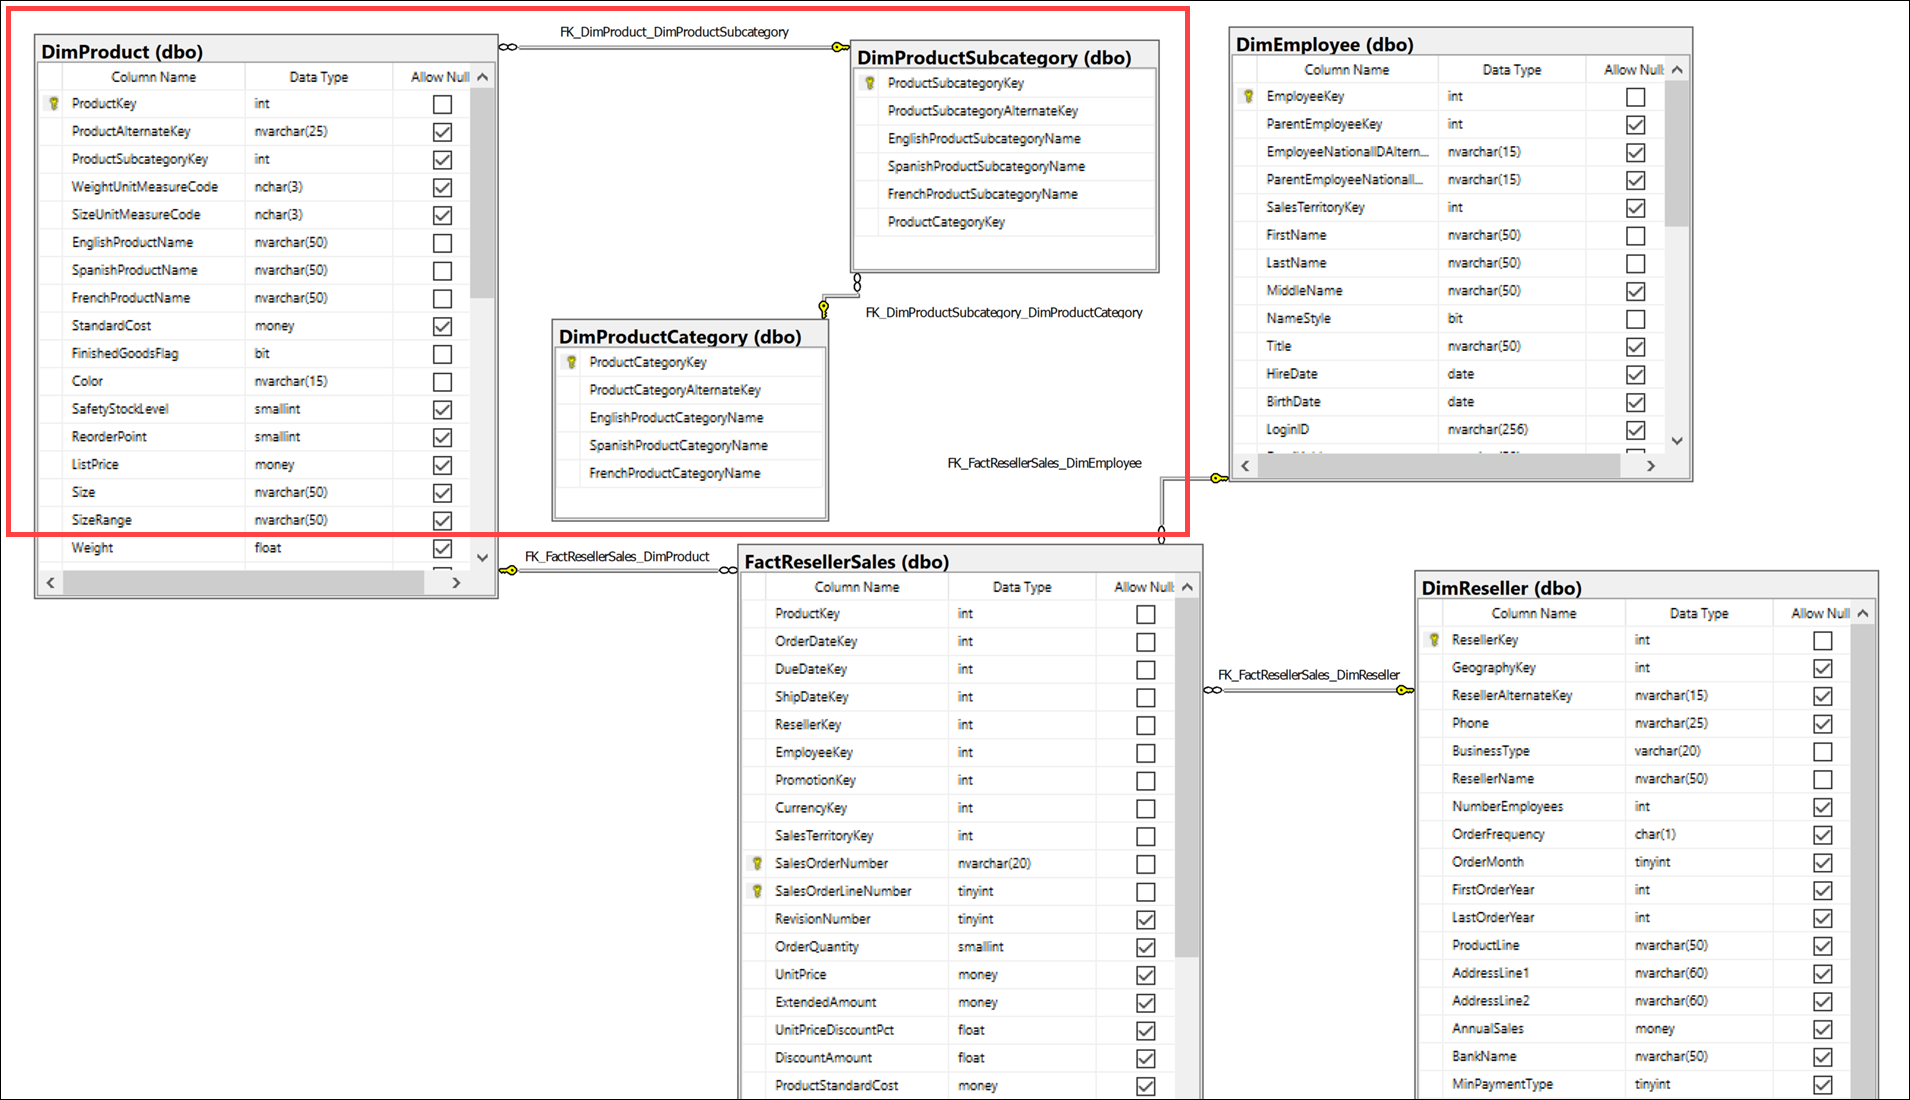 FK_DimProduct_DimProductSubcategory
DimProduct (dbo)
Column Name Data Type Allow Null
ProductKey int
ProductAlternateKey nvarchar(25)
ProductSubcategoryKey int
WeightUnitMeasureCode nchar(3)
SizeUnitMeasureCode nchar(3)
EnglishProductName nvarchar(50)
SpanishProductName nvarchar(50)
FrenchProductName nvarchar(50)
StandardCost money
FinishedGoodsFlag bit
Color nvarchar(15)
SafetyStockLevel smallint
ReorderPoint smallint
ListPrice money
Size nvarchar(50)
SizeRange nvarchar(50)
Weight float
DimProductSubcategory (dbo)
ProductSubcategoryKey
ProductSubcategoryAlternateKey
EnglishProductSubcategoryName
SpanishProductSubcategoryName
FrenchProductSubcategoryName
ProductCategoryKey
FK_DimProductSubcategory_DimProductCategory
DimProductCategory (dbo)
ProductCategoryKey
ProductCategoryAlternateKey
EnglishProductCategoryName
SpanishProductCategoryName
FrenchProductCategoryName
DimEmployee (dbo)
Column Name Data Type Allow Null
EmployeeKey int
ParentEmployeeKey int
EmployeeNationalIDAltern... nvarchar(15)
ParentEmployeeNationalI... nvarchar(15)
SalesTerritoryKey int
FirstName nvarchar(50)
LastName nvarchar(50)
MiddleName nvarchar(50)
NameStyle bit
Title nvarchar(50)
HireDate date
BirthDate date
LoginID nvarchar(256)
FK_FactResellerSales_DimEmployee
FK_FactResellerSales_DimProduct
FactResellerSales (dbo)
Column Name Data Type Allow Null
ProductKey int
OrderDateKey int
DueDateKey int
ShipDateKey int
ResellerKey int
EmployeeKey int
PromotionKey int
CurrencyKey int
SalesTerritoryKey int
SalesOrderNumber nvarchar(20)
SalesOrderLineNumber tinyint
RevisionNumber tinyint
OrderQuantity smallint
UnitPrice money
ExtendedAmount money
UnitPriceDiscountPct float
DiscountAmount float
ProductStandardCost money
FK_FactResellerSales_DimReseller
DimReseller (dbo)
Column Name Data Type Allow Null
ResellerKey int
GeographyKey int
ResellerAlternateKey nvarchar(15)
Phone nvarchar(25)
BusinessType varchar(20)
ResellerName nvarchar(50)
NumberEmployees int
OrderFrequency char(1)
OrderMonth tinyint
FirstOrderYear int
LastOrderYear int
ProductLine nvarchar(50)
AddressLine1 nvarchar(60)
AddressLine2 nvarchar(60)
AnnualSales money
BankName nvarchar(50)
MinPaymentType tinyint